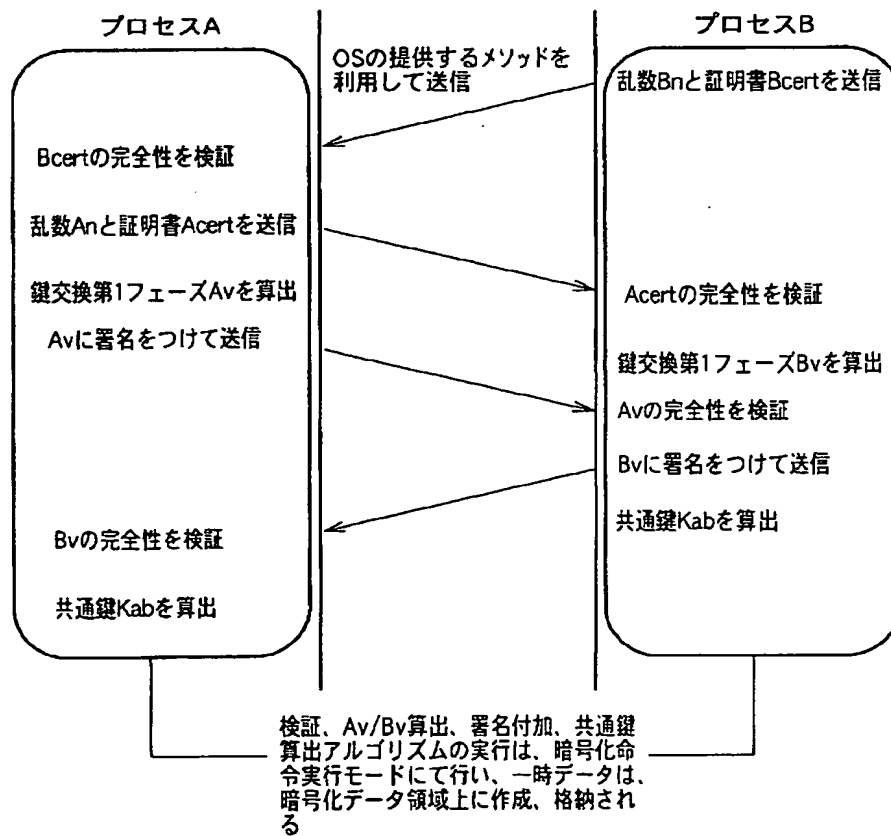 プロセスA
プロセスB
OSの提供するメソッドを
利用して送信
乱数Bnと証明書Bcertを送信
Bcertの完全性を検証
乱数Anと証明書Acertを送信
鍵交換第1フェーズAvを算出
Acertの完全性を検証
Avに署名をつけて送信
鍵交換第1フェーズBvを算出
Avの完全性を検証
Bvに署名をつけて送信
共通鍵Kabを算出
Bvの完全性を検証
共通鍵Kabを算出
検証、Av/Bv算出、署名付加、共通鍵
算出アルゴリズムの実行は、暗号化命
令実行モードにて行い、一時データは、
暗号化データ領域上に作成、格納され
る